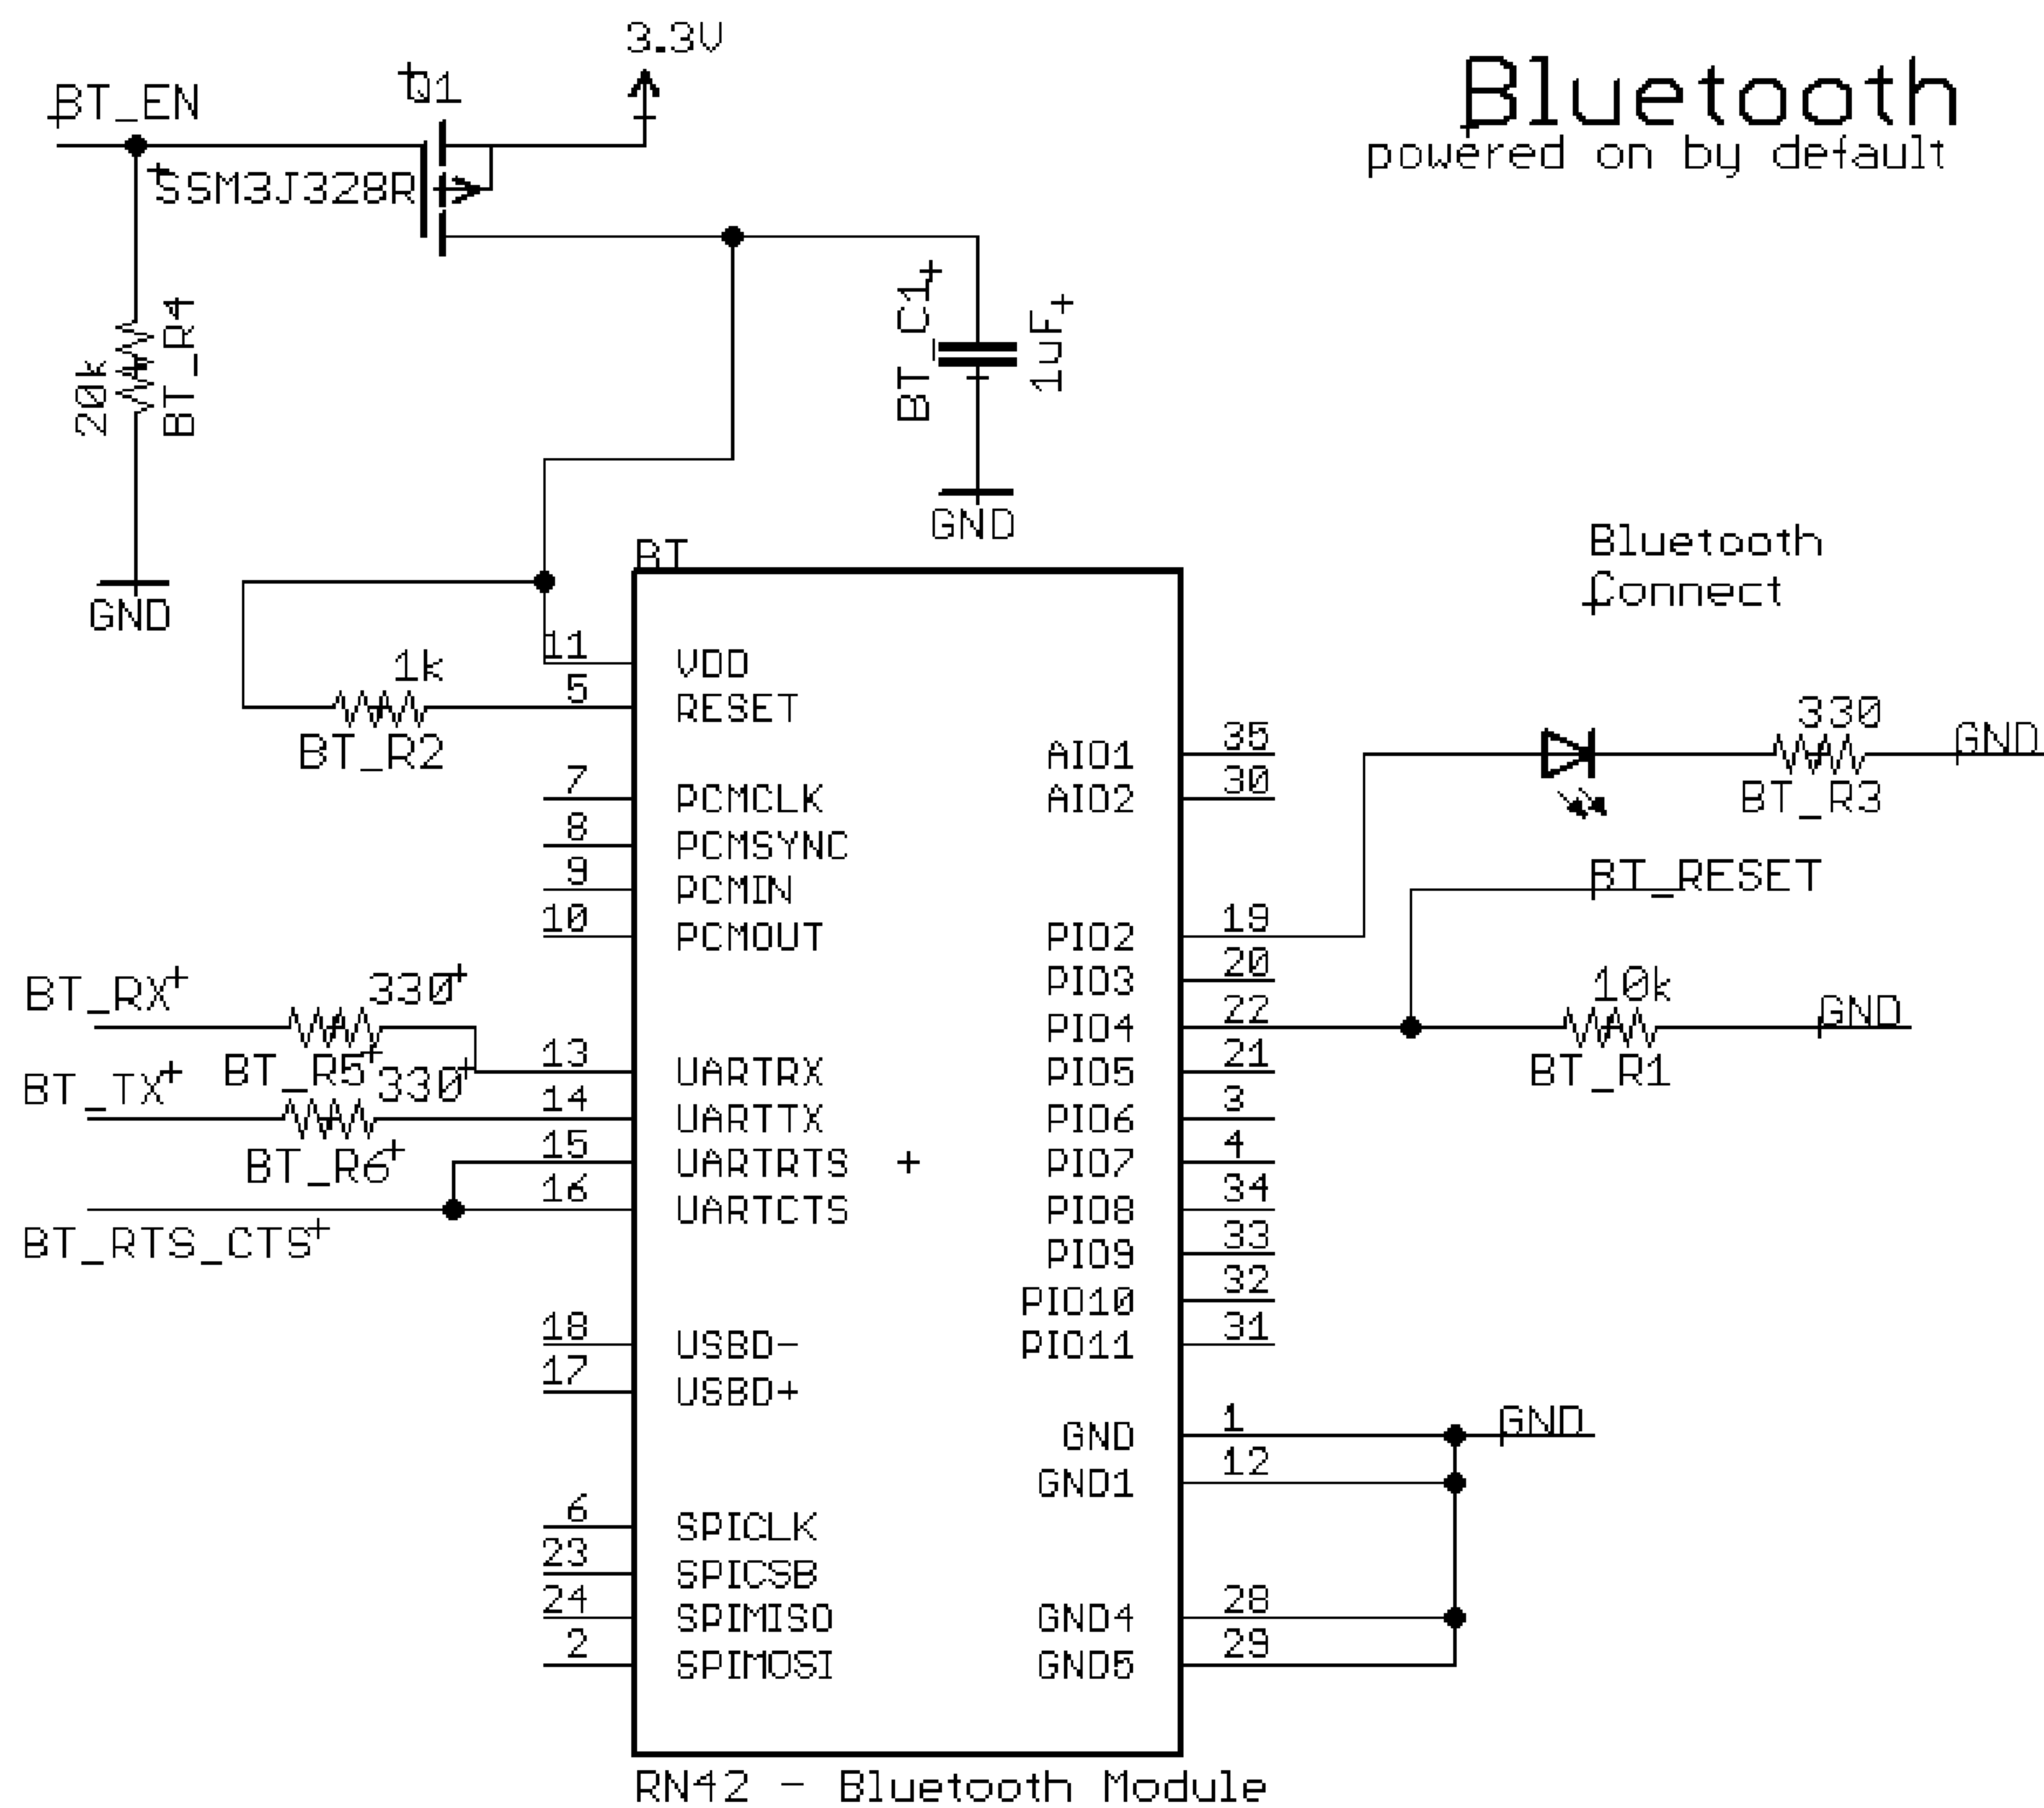 3.3V
Bluetooth
powered on by default
BT_EN
Q1
SSM3J328R
20k
BT_R4
GND
BT_C1
1uF
GND
Bluetooth
Connect
BT
11
VDD
1k
5
RESET
BT_R2
7
PCMCLK
8
PCMSYNC
9
PCMIN
10
PCMOUT
BT_RX
330
BT_R5
13
UARTRX
BT_TX
330
14
UARTTX
BT_R6
15
UARTRTS
16
UARTCTS
BT_RTS_CTS
18
USBD-
17
USBD+
6
SPICLK
23
SPICSB
24
SPIMISO
2
SPIMOSI
AIO1
35
AIO2
30
330
GND
BT_R3
BT_RESET
PIO2
19
PIO3
20
PIO4
22
10k
GND
BT_R1
PIO5
21
PIO6
3
PIO7
4
PIO8
34
PIO9
33
PIO10
32
PIO11
31
GND
1
GND
GND1
12
GND4
28
GND5
29
RN42 - Bluetooth Module